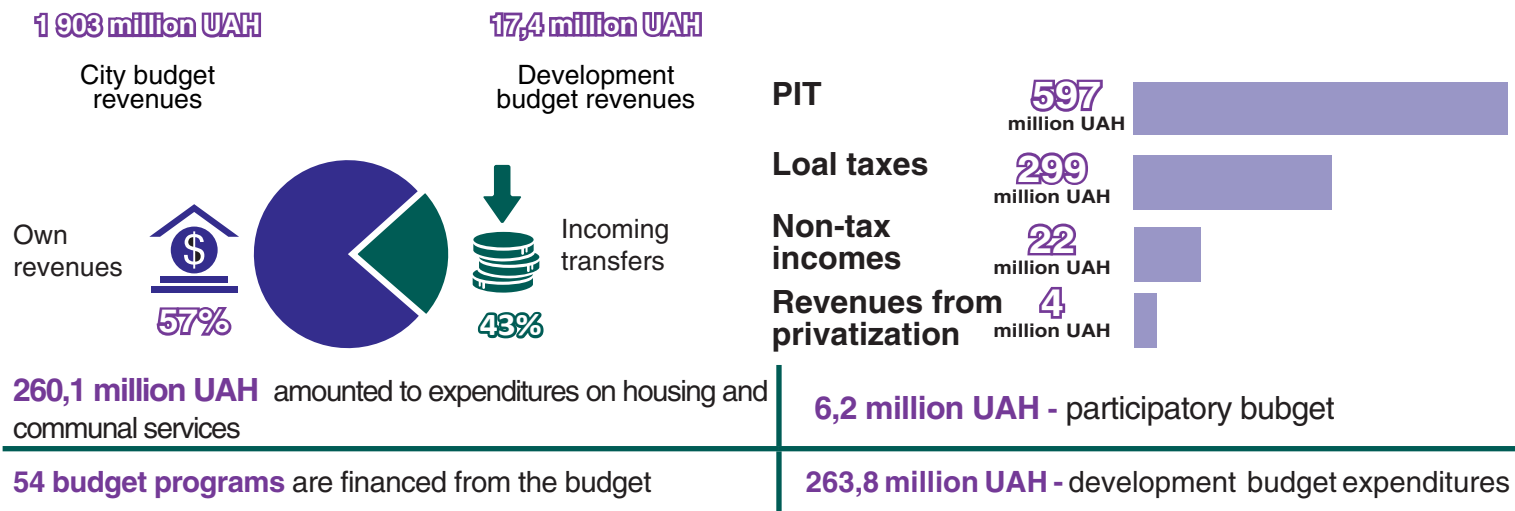 1 903 million UAH
City budget
revenues
17,4 million UAH
Development
budget revenues
Own
revenues
$
57%
Incoming
transfers
43%
PIT
597
million UAH
Loal taxes
299
million UAH
Non-tax
incomes
22
million UAH
Revenues from
privatization
4
million UAH
260,1 million UAH amounted to expenditures on housing and
communal services
6,2 million UAH - participatory bubget
54 budget programs are financed from the budget
263,8 million UAH - development budget expenditures